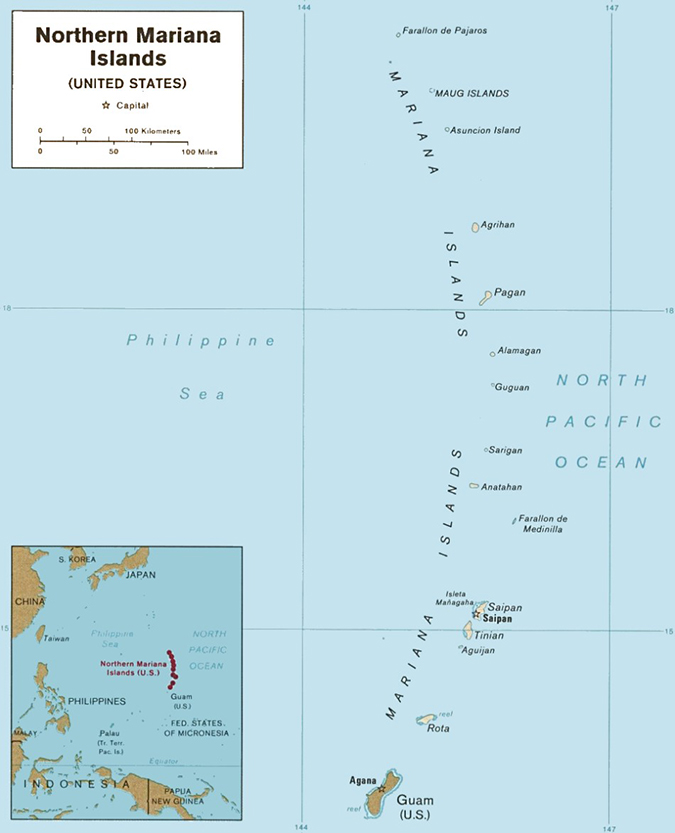 144
147
Northern Mariana
Islands
(UNITED STATES)
☆ Capital
0 50 100 Kilometers
0 50 100 Miles
Farallon de Pajaros
MARIANA
MAUG ISLANDS
Asuncion Island
ISLANDS
Agrihan
Pagan
18
18
Philippine
Sea
Alamagan
Guguan
NORTH
PACIFIC
OCEAN
Sarigan
ISLANDS
Anatahan
Farallon de
Medinilla
Isleta
Mañagaha
Saipan
Saipan
15
15
Tinian
Aguijan
MARIANA
reef
Rota
Agana
Guam
(U.S.)
reef
144
147
S. KOREA
JAPAN
CHINA
Taiwan
Philippine
Sea
NORTH
PACIFIC
OCEAN
Northern Mariana
Islands (U.S.)
Guam
(U.S.)
PHILIPPINES
FED. STATES
OF MICRONESIA
Palau
(Tr. Terr.
Pac. Is.)
MALAY.
Equator
INDONESIA
PAPUA
NEW GUINEA